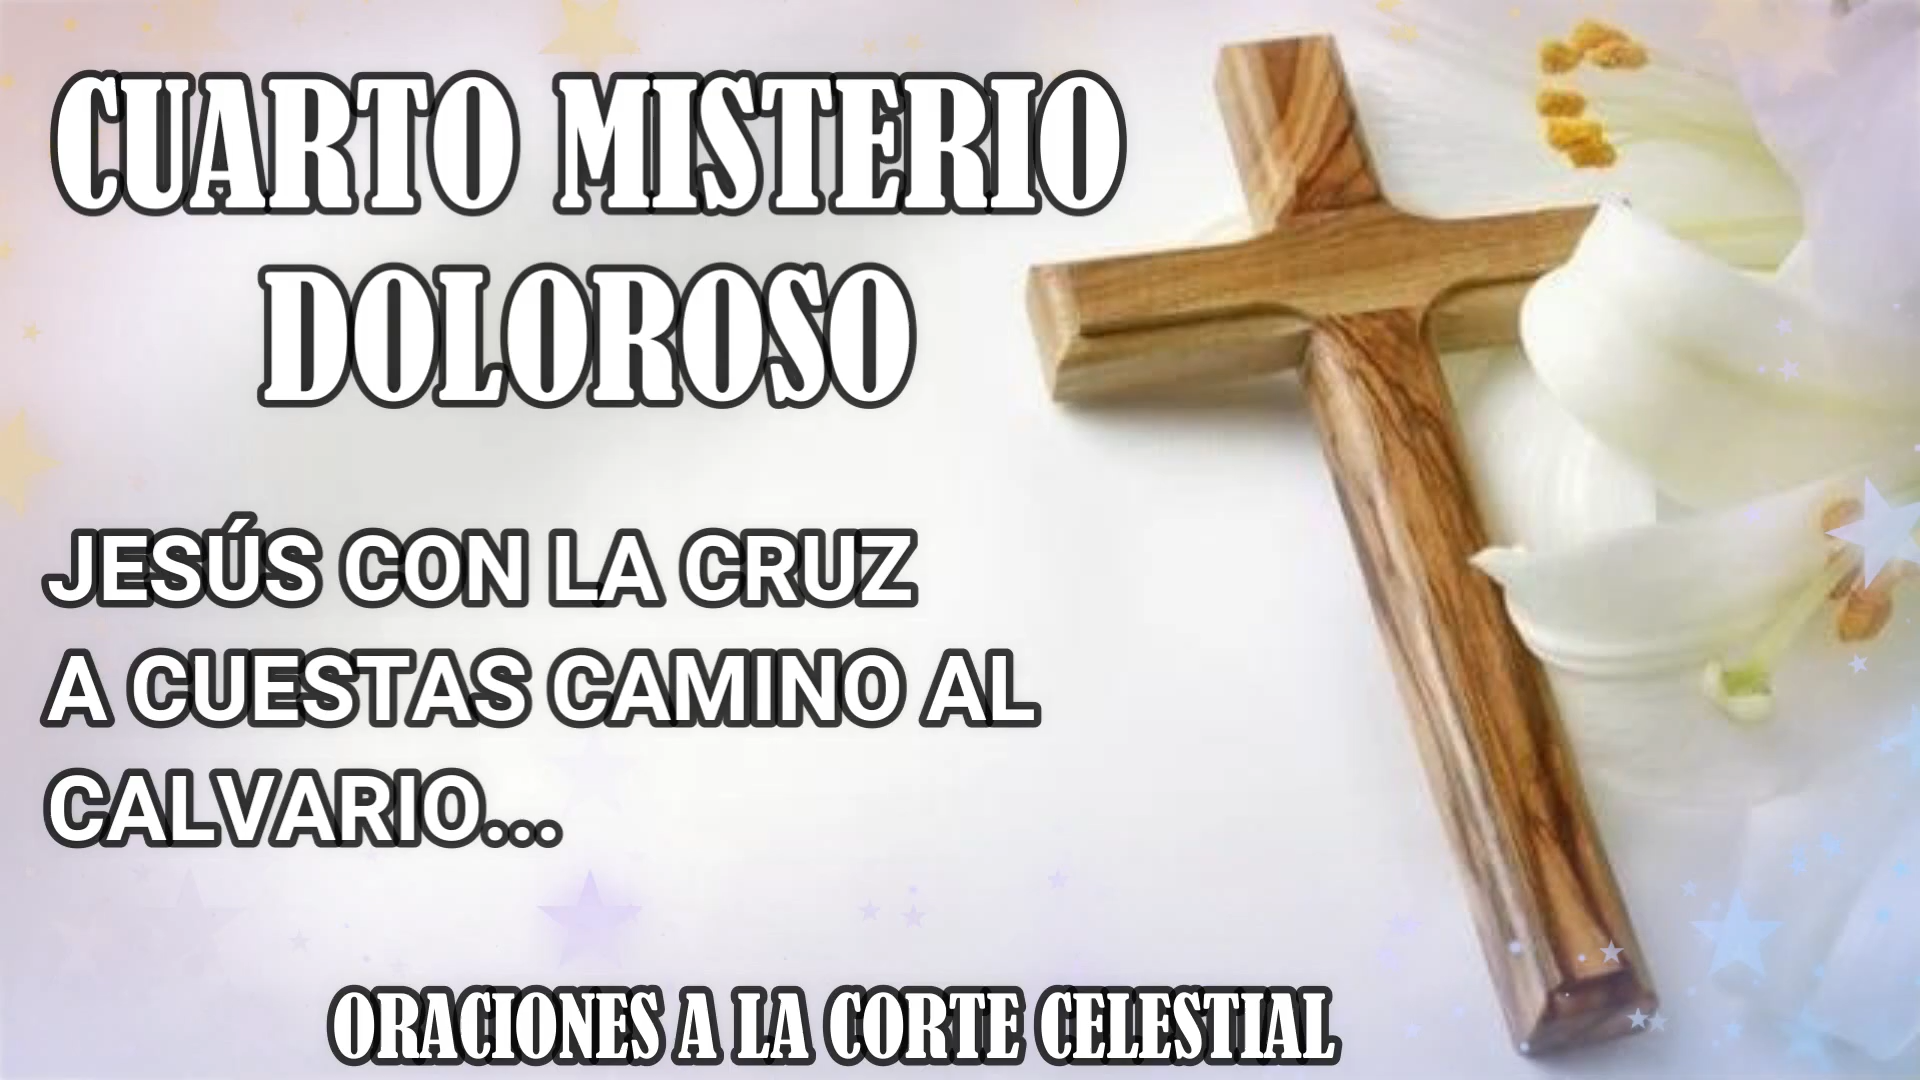 CUARTO MISTERIO
DOLOROSO
JESÚS CON LA CRUZ
A CUESTAS CAMINO AL
CALVARIO...
ORACIONES A LA CORTE CELESTIAL